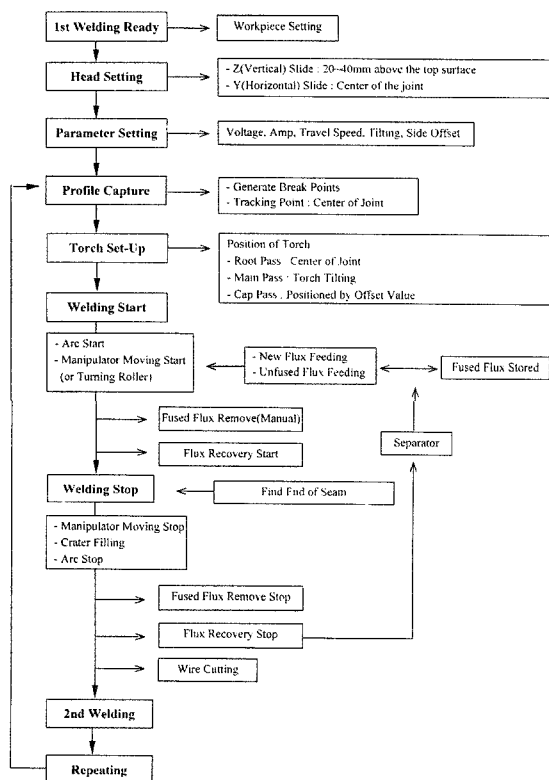 1st Welding Ready
Workpiece Setting
Head Setting
- Z(Vertical) Slide : 20~40mm above the top surface
- Y(Horizontal) Slide : Center of the joint
Parameter Setting
Voltage, Amp, Travel Speed, Tilting, Side Offset
Profile Capture
- Generate Break Points
- Tracking Point : Center of Joint
Torch Set-Up
Position of Torch
- Root Pass : Center of Joint
- Main Pass : Torch Tilting
- Cap Pass : Positioned by Offset Value
Welding Start
- Arc Start
- Manipulator Moving Start
(or Turning Roller)
- New Flux Feeding
- Unfused Flux Feeding
Fused Flux Stored
Fused Flux Remove(Manual)
Separator
Flux Recovery Start
Welding Stop
Find End of Seam
- Manipulator Moving Stop
- Crater Filling
- Arc Stop
Fused Flux Remove Stop
Flux Recovery Stop
Wire Cutting
2nd Welding
Repeating